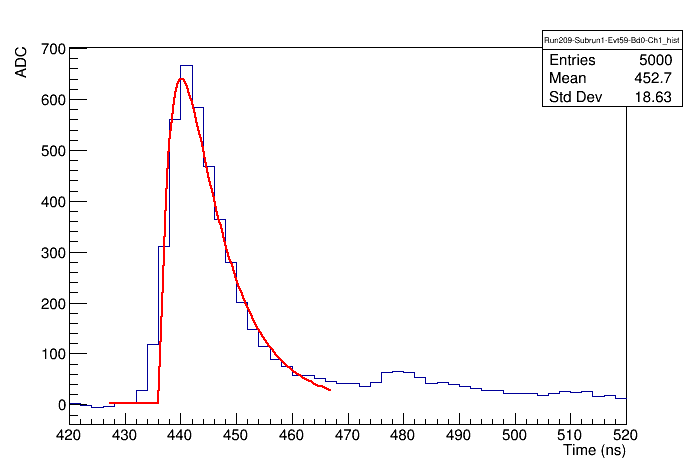 Run209-Subrun1-Evt59-Bd0-Ch1_hist
Entries 5000
Mean 452.7
Std Dev 18.63
ADC
700
600
500
400
300
200
100
0
420 430 440 450 460 470 480 490 500 510 520
Time (ns)